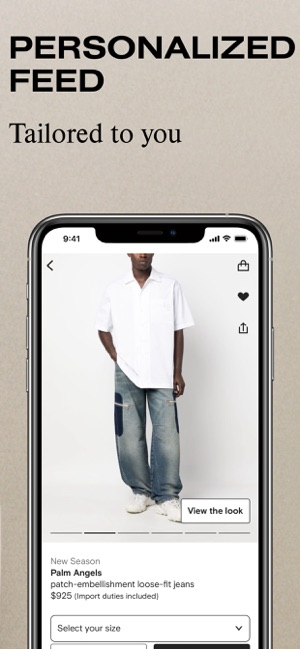 PERSONALIZED
FEED
Tailored to you
9:41
View the look
New Season
Palm Angels
patch-embellishment loose-fit jeans
$925 (Import duties included)
Select your size